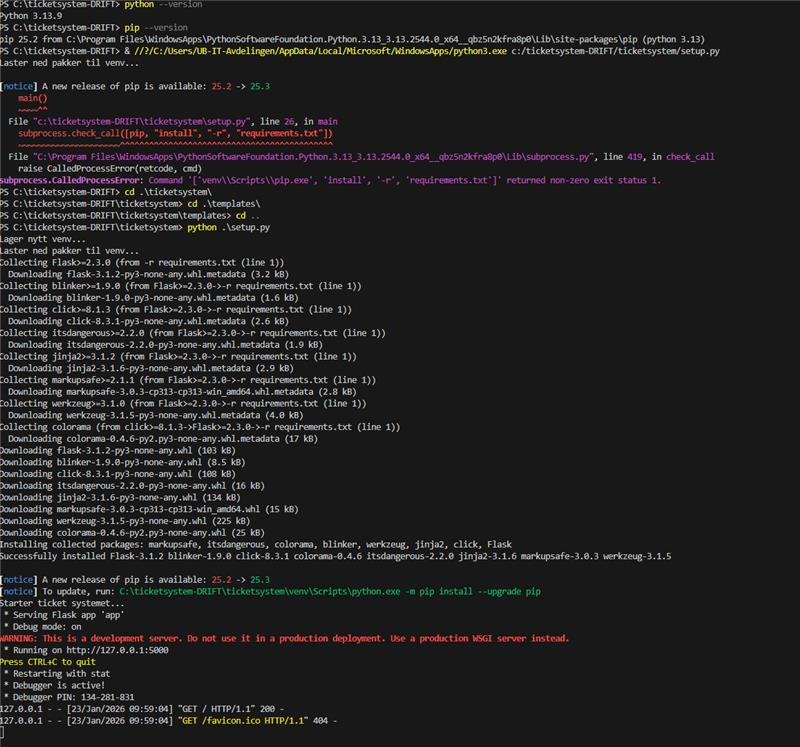 PS C:\ticketsystem-DRIFT> python --version
Python 3.13.9
PS C:\ticketsystem-DRIFT> pip --version
pip 25.2 from C:\Program Files\WindowsApps\PythonSoftwareFoundation.Python.3.13_3.13.2544.0_x64__qbz5n2kfra8p0\Lib\site-packages\pip (python 3.13)
PS C:\ticketsystem-DRIFT> & //?/C:/Users/UB-IT-Avdelingen/AppData/Local/Microsoft/WindowsApps/python3.exe c:/ticketsystem-DRIFT/ticketsystem/setup.py
Laster ned pakker til venv...
[notice] A new release of pip is available: 25.2 -> 25.3
main()
~~~~^^
File "c:\ticketsystem-DRIFT\ticketsystem\setup.py", line 26, in main
subprocess.check_call([pip, "install", "-r", "requirements.txt"])
~~~~~~~~~~~~~~~~~~~~~^^^^^^^^^^^^^^^^^^^^^^^^^^^^^^^^^^^^^^^^^^^^
File "C:\Program Files\WindowsApps\PythonSoftwareFoundation.Python.3.13_3.13.2544.0_x64__qbz5n2kfra8p0\Lib\subprocess.py", line 419, in check_call
raise CalledProcessError(retcode, cmd)
subprocess.CalledProcessError: Command '['venv\\Scripts\\pip.exe', 'install', '-r', 'requirements.txt']' returned non-zero exit status 1.
PS C:\ticketsystem-DRIFT> cd .\ticketsystem\
PS C:\ticketsystem-DRIFT\ticketsystem> cd .\templates\
PS C:\ticketsystem-DRIFT\ticketsystem\templates> cd ..
PS C:\ticketsystem-DRIFT\ticketsystem> python .\setup.py
Lager nytt venv...
Laster ned pakker til venv...
Collecting Flask>=2.3.0 (from -r requirements.txt (line 1))
Downloading flask-3.1.2-py3-none-any.whl.metadata (3.2 kB)
Collecting blinker>=1.9.0 (from Flask>=2.3.0->-r requirements.txt (line 1))
Downloading blinker-1.9.0-py3-none-any.whl.metadata (1.6 kB)
Collecting click>=8.1.3 (from Flask>=2.3.0->-r requirements.txt (line 1))
Downloading click-8.3.1-py3-none-any.whl.metadata (2.6 kB)
Collecting itsdangerous>=2.2.0 (from Flask>=2.3.0->-r requirements.txt (line 1))
Downloading itsdangerous-2.2.0-py3-none-any.whl.metadata (1.9 kB)
Collecting jinja2>=3.1.2 (from Flask>=2.3.0->-r requirements.txt (line 1))
Downloading jinja2-3.1.6-py3-none-any.whl.metadata (2.9 kB)
Collecting markupsafe>=2.1.1 (from Flask>=2.3.0->-r requirements.txt (line 1))
Downloading markupsafe-3.0.3-cp313-cp313-win_amd64.whl.metadata (2.8 kB)
Collecting werkzeug>=3.1.0 (from Flask>=2.3.0->-r requirements.txt (line 1))
Downloading werkzeug-3.1.5-py3-none-any.whl.metadata (4.0 kB)
Collecting colorama (from click>=8.1.3->Flask>=2.3.0->-r requirements.txt (line 1))
Downloading colorama-0.4.6-py2.py3-none-any.whl.metadata (17 kB)
Downloading flask-3.1.2-py3-none-any.whl (103 kB)
Downloading blinker-1.9.0-py3-none-any.whl (8.5 kB)
Downloading click-8.3.1-py3-none-any.whl (108 kB)
Downloading itsdangerous-2.2.0-py3-none-any.whl (16 kB)
Downloading jinja2-3.1.6-py3-none-any.whl (134 kB)
Downloading markupsafe-3.0.3-cp313-cp313-win_amd64.whl (15 kB)
Downloading werkzeug-3.1.5-py3-none-any.whl (225 kB)
Downloading colorama-0.4.6-py2.py3-none-any.whl (25 kB)
Installing collected packages: markupsafe, itsdangerous, colorama, blinker, werkzeug, jinja2, click, Flask
Successfully installed Flask-3.1.2 blinker-1.9.0 click-8.3.1 colorama-0.4.6 itsdangerous-2.2.0 jinja2-3.1.6 markupsafe-3.0.3 werkzeug-3.1.5
[notice] A new release of pip is available: 25.2 -> 25.3
[notice] To update, run: C:\ticketsystem-DRIFT\ticketsystem\venv\Scripts\python.exe -m pip install --upgrade pip
Starter ticket systemet...
* Serving Flask app 'app'
* Debug mode: on
WARNING: This is a development server. Do not use it in a production deployment. Use a production WSGI server instead.
* Running on http://127.0.0.1:5000
Press CTRL+C to quit
* Restarting with stat
* Debugger is active!
* Debugger PIN: 134-281-831
127.0.0.1 - - [23/Jan/2026 09:59:04] "GET / HTTP/1.1" 200 -
127.0.0.1 - - [23/Jan/2026 09:59:04] "GET /favicon.ico HTTP/1.1" 404 -